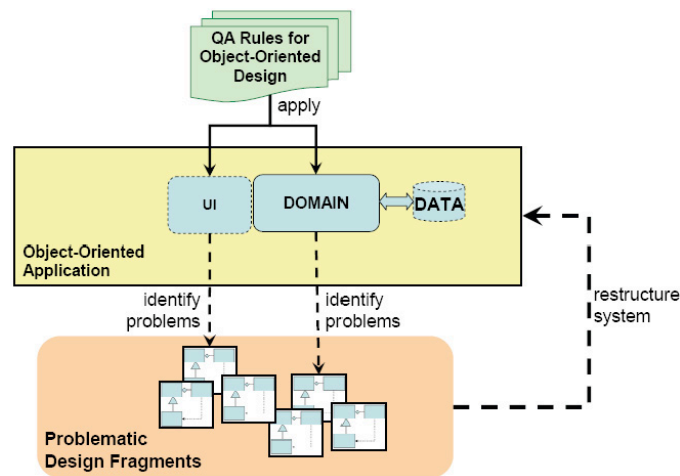 QA Rules for
Object-Oriented
Design
apply
UI
DOMAIN
DATA
Object-Oriented
Application
identify
problems
identify
problems
restructure
system
Problematic
Design Fragments